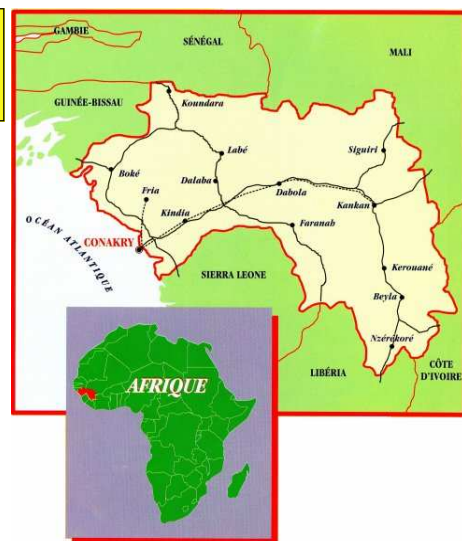 GAMBIE
SÉNÉGAL
MALI
GUINÉE-BISSAU
Koundara
Labé
Siguiri
Boké
Fria
Dalaba
Dabola
Kankan
Kindia
Faranah
OCÉAN ATLANTIQUE
CONAKRY
SIERRA LEONE
Kerouané
Beyla
Nzérékoré
LIBÉRIA
CÔTE
D'IVOIRE
AFRIQUE